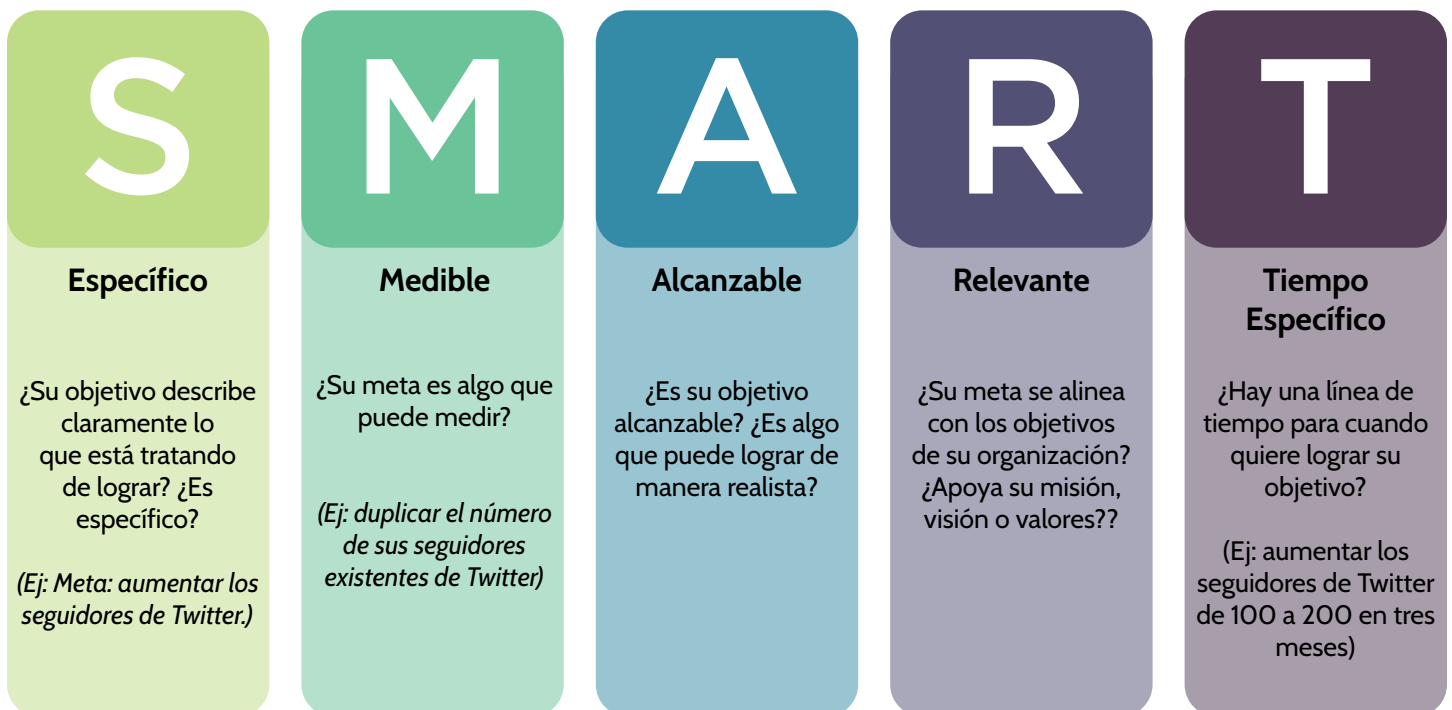 S
Específico
¿Su objetivo describe
claramente lo
que está tratando
de lograr? ¿Es
específico?
(Ej: Meta: aumentar los
seguidores de Twitter.)
M
Medible
¿Su meta es algo que
puede medir?
(Ej: duplicar el número
de sus seguidores
existentes de Twitter)
A
Alcanzable
¿Es su objetivo
alcanzable? ¿Es algo
que puede lograr de
manera realista?
R
Relevante
¿Su meta se alinea
con los objetivos
de su organización?
¿Apoya su misión,
visión o valores??
T
Tiempo
Específico
¿Hay una línea de
tiempo para cuando
quiere lograr su
objetivo?
(Ej: aumentar los
seguidores de Twitter
de 100 a 200 en tres
meses)